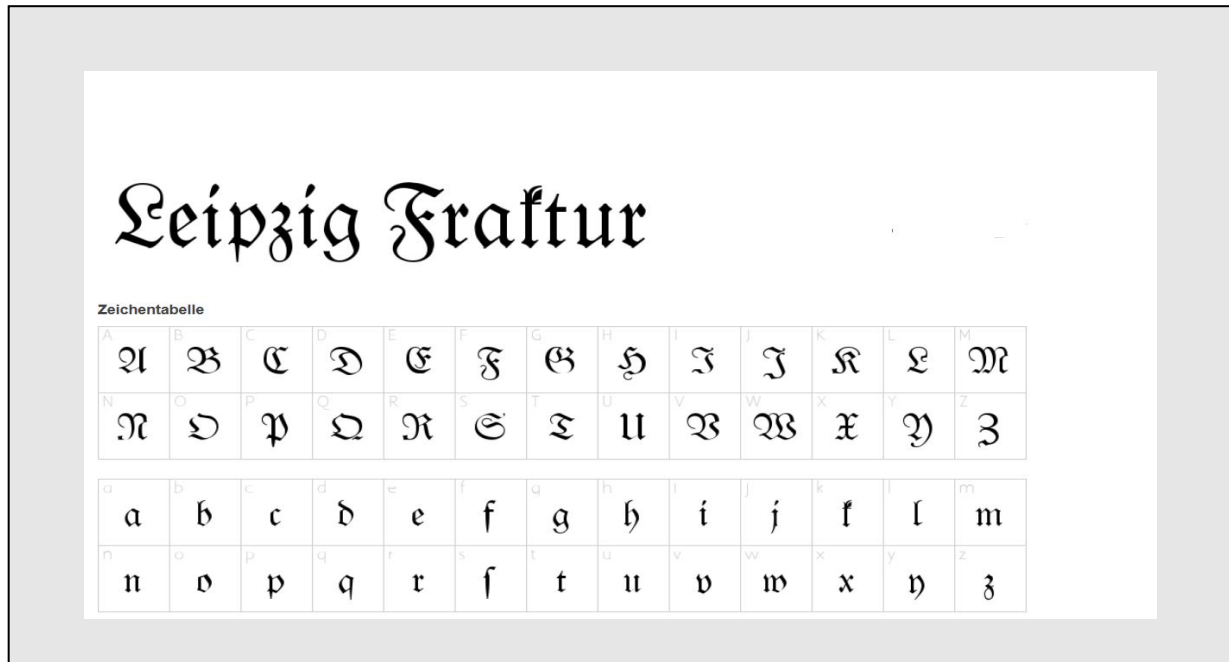 Leipzig Fraktur
Zeichentabelle
A B C D E F G H I J K L M
A B C D E F G H I J K L M
N O P Q R S T U V W X Y Z
N O P Q R S T U V W X Y Z
a b c d e f g h i j k l m
a b c d e f g h i j k l m
n o p q r s t u v w x y z
n o p q r ſ t u v w x y z